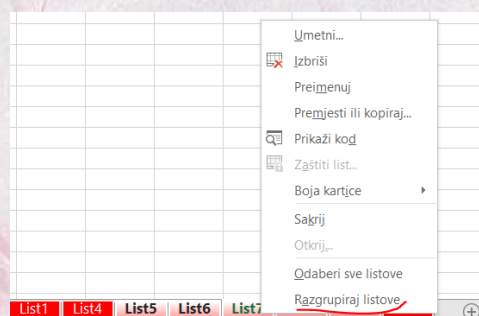 Umetni...
Izbriši
Preimenuj
Premjesti ili kopiraj...
Prikaži kod
Zaštiti list...
Boja kartice
Sakrij
Otkrij...
Odaberi sve listove
Razgrupiraj listove
List1 List4 List5 List6 List7